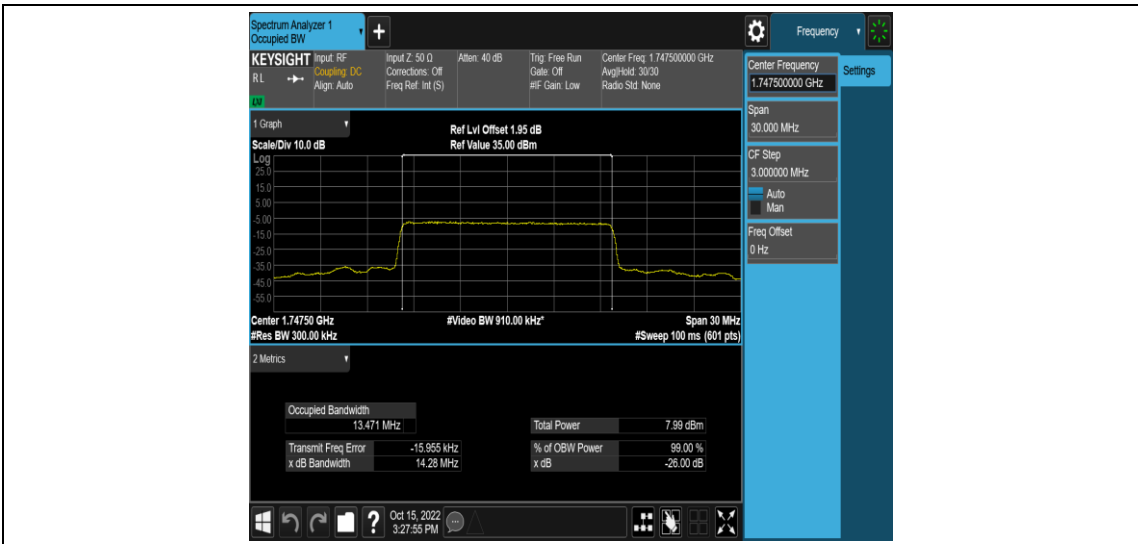 Spectrum Analyzer 1
Occupied BW
Frequency
KEYSIGHT
RL
LXI
Input: RF
Coupling: DC
Align: Auto
Input Z: 50 Ω
Corrections: Off
Freq Ref: Int (S)
Atten: 40 dB
Trig: Free Run
Gate: Off
#IF Gain: Low
Center Freq: 1.747500000 GHz
Avg|Hold: 30/30
Radio Std: None
Center Frequency
1.747500000 GHz
Settings
Span
30.000 MHz
CF Step
3.000000 MHz
Auto
Man
Freq Offset
0 Hz
1 Graph
Ref Lvl Offset 1.95 dB
Scale/Div 10.0 dB
Ref Value 35.00 dBm
Log
25.0
15.0
5.00
-5.00
-15.0
-25.0
-35.0
-45.0
-55.0
Center 1.74750 GHz
#Video BW 910.00 kHz*
Span 30 MHz
#Res BW 300.00 kHz
#Sweep 100 ms (601 pts)
2 Metrics
Occupied Bandwidth
13.471 MHz
Total Power 7.99 dBm
Transmit Freq Error -15.955 kHz
% of OBW Power 99.00 %
x dB Bandwidth 14.28 MHz
x dB -26.00 dB
?
Oct 15, 2022
3:27:55 PM